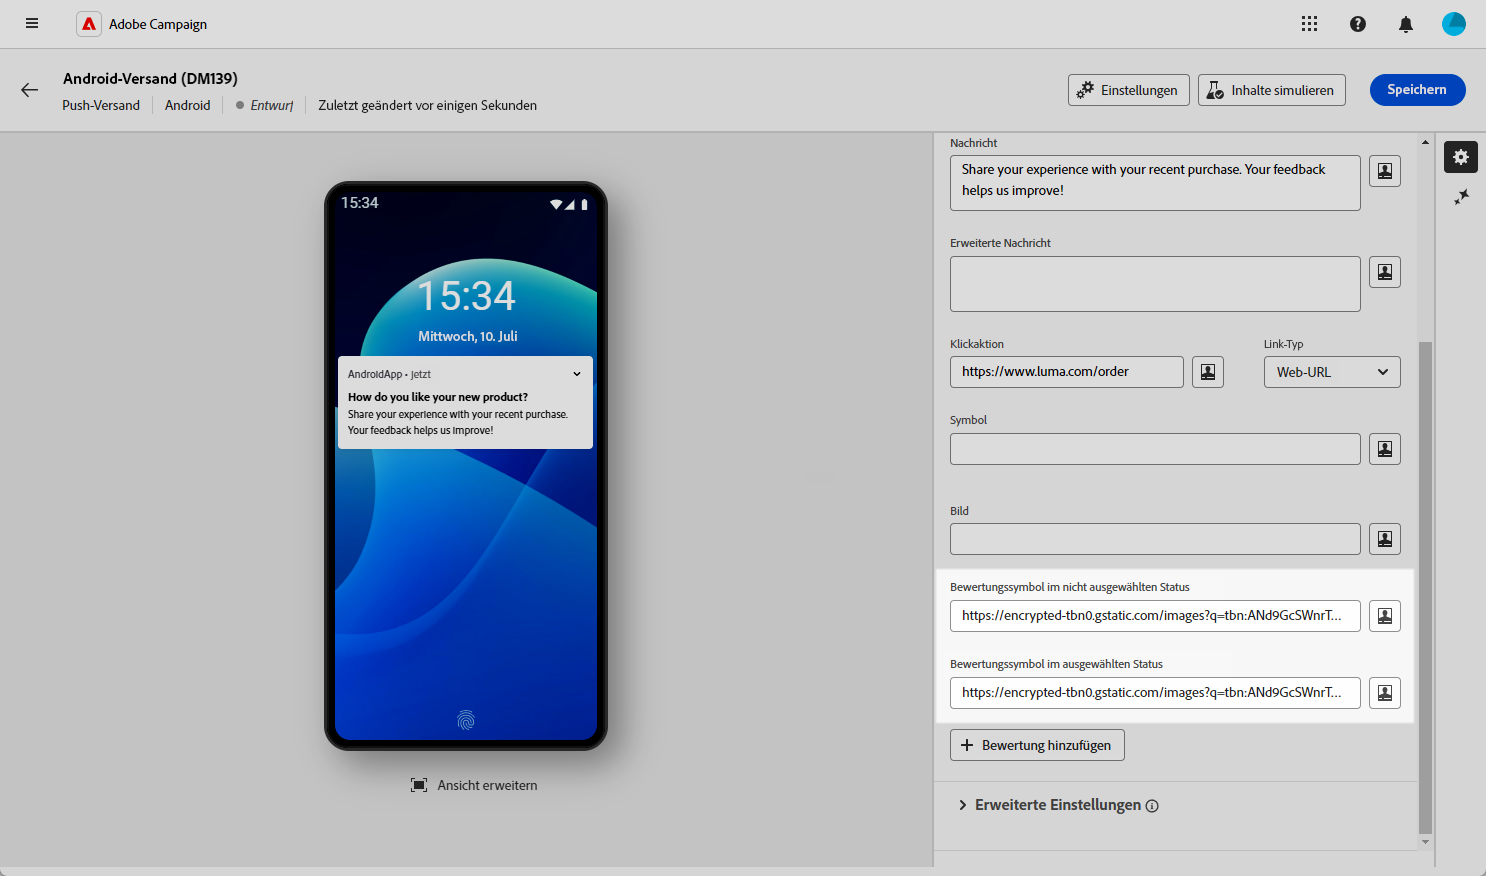 Adobe Campaign
Android-Versand (DM139)
Push-Versand
Android
Entwurf
Zuletzt geändert vor einigen Sekunden
Einstellungen
Inhalte simulieren
Speichern
15:34
15:34
Mittwoch, 10. Juli
AndroidApp • Jetzt
How do you like your new product?
Share your experience with your recent purchase.
Your feedback helps us improve!
Ansicht erweitern
Nachricht
Share your experience with your recent purchase. Your feedback
helps us improve!
Erweiterte Nachricht
Klickaktion
Link-Typ
https://www.luma.com/order
Web-URL
Symbol
Bild
Bewertungssymbol im nicht ausgewählten Status
https://encrypted-tbn0.gstatic.com/images?q=tbn:ANd9GcSWnrT...
Bewertungssymbol im ausgewählten Status
https://encrypted-tbn0.gstatic.com/images?q=tbn:ANd9GcSWnrT...
Bewertung hinzufügen
Erweiterte Einstellungen